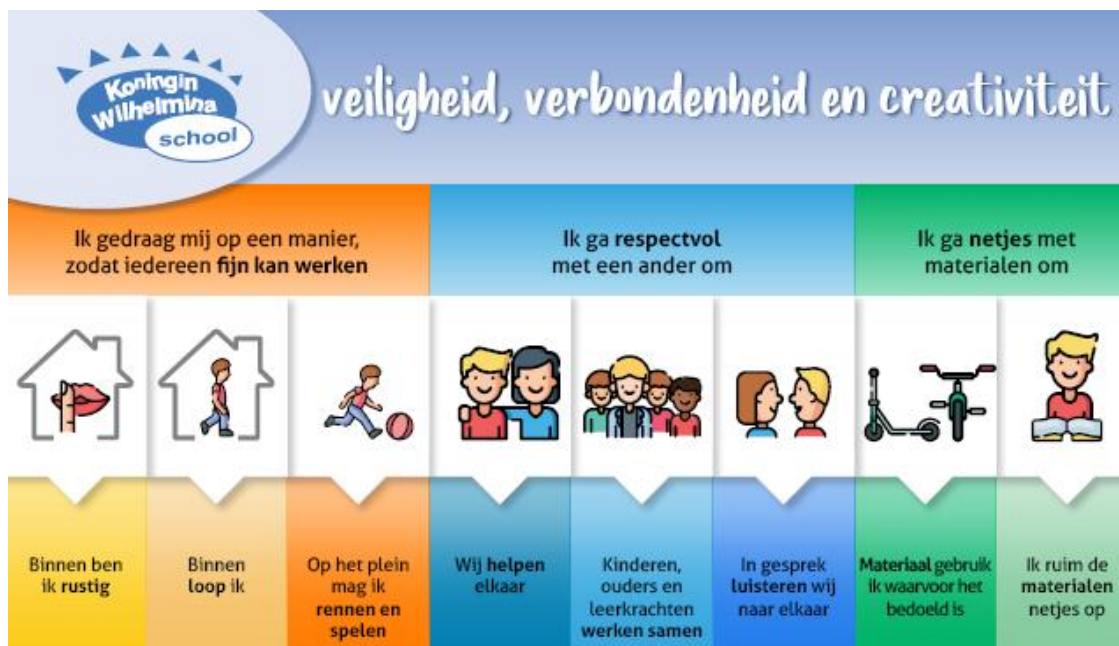 Koningin
Wilhelmina
school
veiligheid, verbondenheid en creativiteit
Ik gedraag mij op een manier,
zodat iedereen fijn kan werken
Ik ga respectvol
met een ander om
Ik ga netjes met
materialen om
Binnen ben
ik rustig
Binnen
loop ik
Op het plein
mag ik
rennen en
spelen
Wij helpen
elkaar
Kinderen,
ouders en
leerkrachten
werken samen
In gesprek
luisteren wij
naar elkaar
Materiaal gebruik
ik waarvoor het
bedoeld is
Ik ruim de
materialen
netjes op